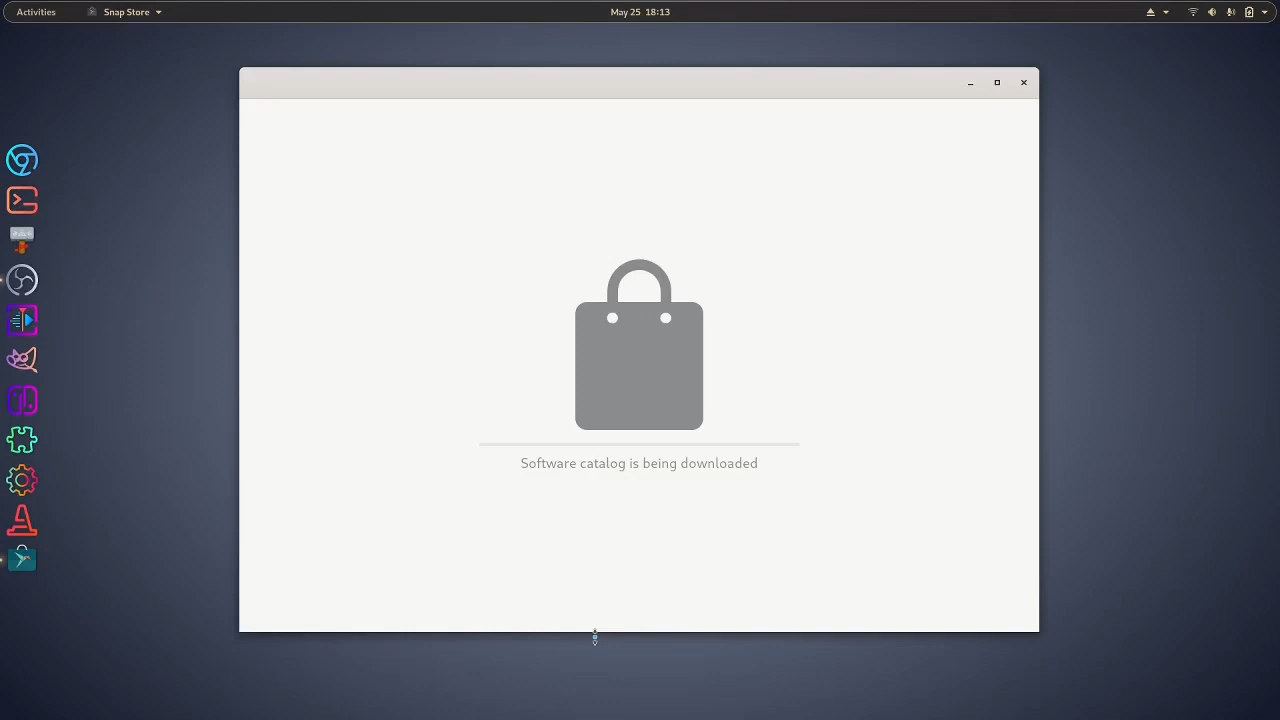 Activities
Snap Store
May 25 18:13
Software catalog is being downloaded